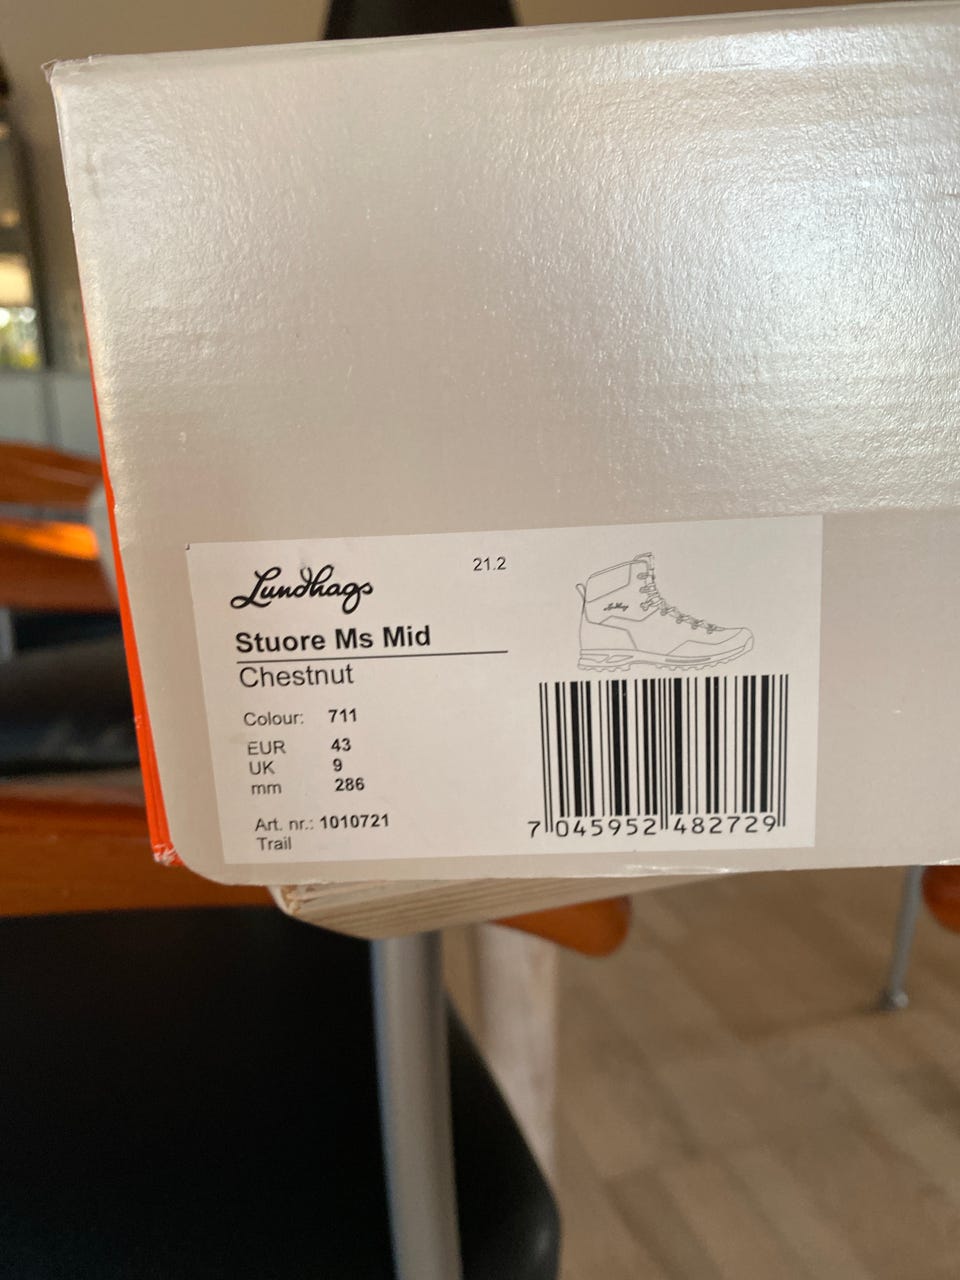 Lundhags
21.2
Stuore Ms Mid
Chestnut
Colour: 711
EUR 43
UK 9
mm 286
Art. nr.: 1010721
Trail
Lundhags
7 045952 482729